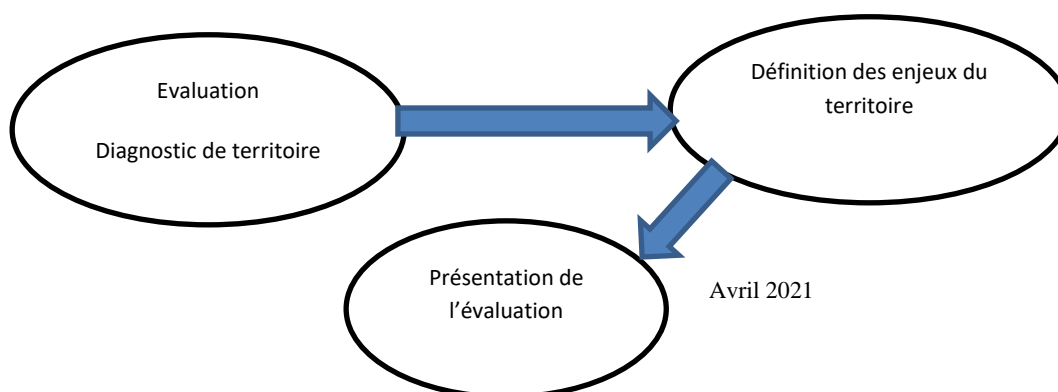 Evaluation
Diagnostic de territoire
Définition des enjeux du
territoire
Présentation de
l’évaluation
Avril 2021